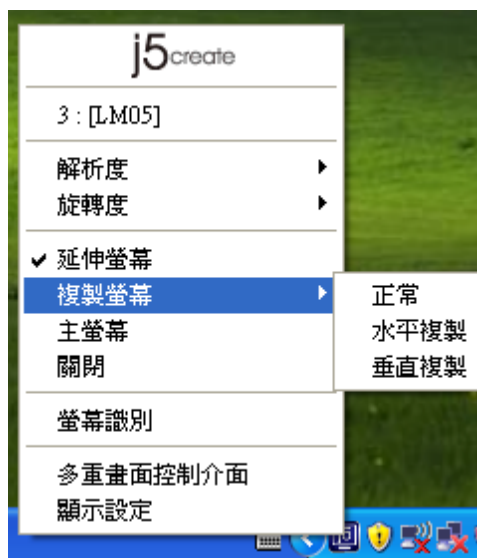 j5create
3 : [LM05]
解析度
旋轉度
延伸螢幕
複製螢幕
正常
水平複製
垂直複製
主螢幕
關閉
螢幕識別
多重畫面控制介面
顯示設定